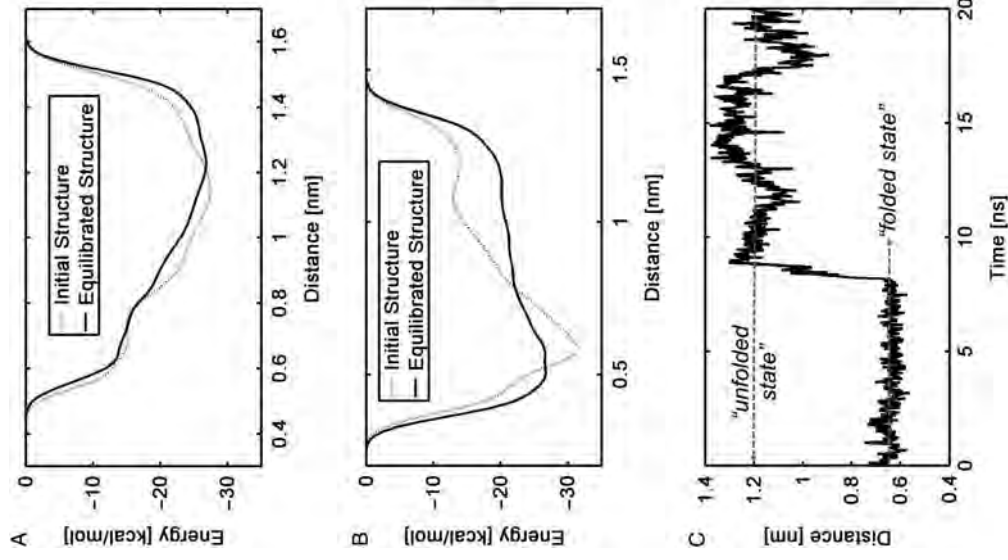 A
Energy [kcal/mol]
0
−10
−20
−30
Initial Structure
Equilibrated Structure
0.4
0.6
0.8
1
1.2
1.4
1.6
Distance [nm]
B
Energy [kcal/mol]
0
−10
−20
−30
Initial Structure
Equilibrated Structure
0.5
1
1.5
Distance [nm]
C
Distance [nm]
1.4
1.2
1
0.8
0.6
0.4
"unfolded
state"
"folded state"
0
5
10
15
20
Time [ns]